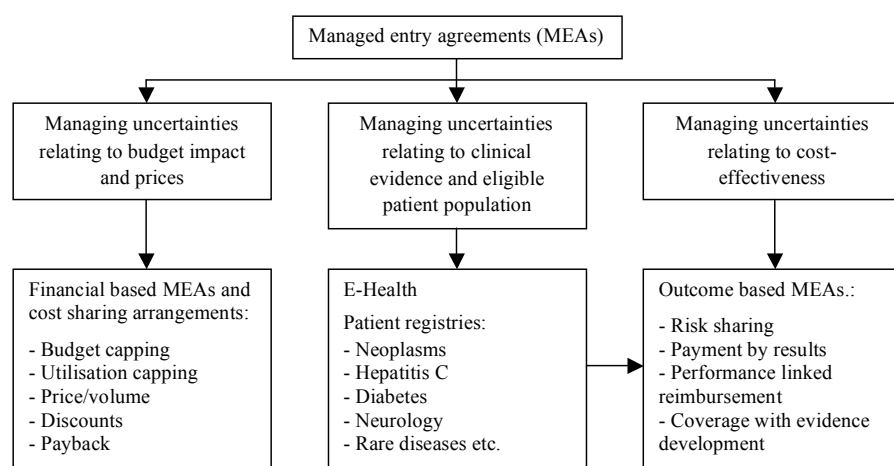 Managed entry agreements (MEAs)
Managing uncertainties
relating to budget impact
and prices
Managing uncertainties
relating to clinical
evidence and eligible
patient population
Managing uncertainties
relating to cost-
effectiveness
Financial based MEAs and
cost sharing arrangements:
- Budget capping
- Utilisation capping
- Price/volume
- Discounts
- Payback
E-Health
Patient registries:
- Neoplasms
- Hepatitis C
- Diabetes
- Neurology
- Rare diseases etc.
Outcome based MEAs.:
- Risk sharing
- Payment by results
- Performance linked
reimbursement
- Coverage with evidence
development